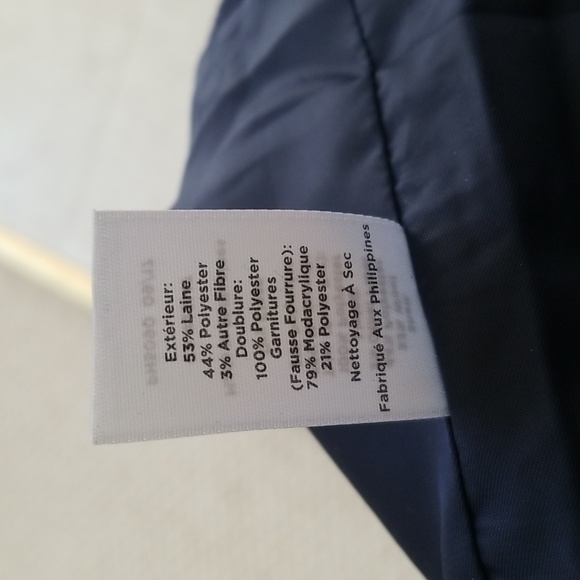 Extérieur:
53% Laine
44% Polyester
3% Autre Fibre
Doublure:
100% Polyester
Garnitures
(Fausse Fourrure):
79% Modacrylique
21% Polyester
Nettoyage À Sec
Fabriqué Aux Philippines